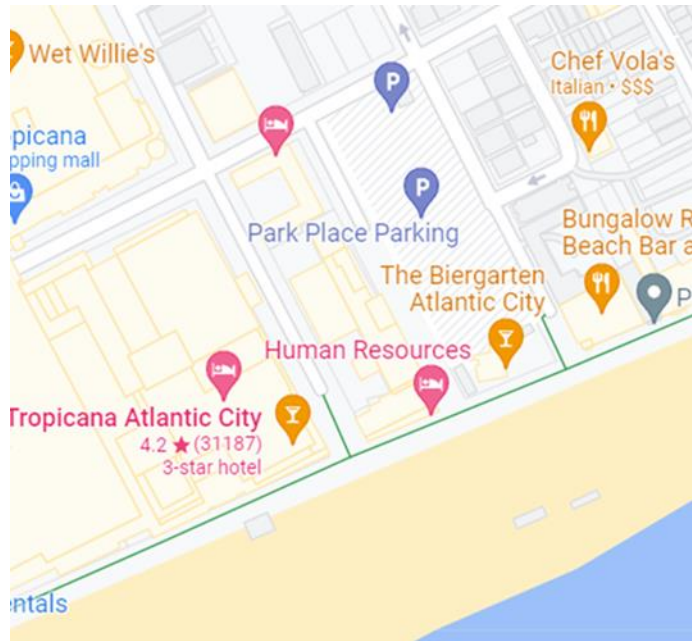 Wet Willie's
Chef Vola's
Italian • $$$
P
opicana
pping mall
P
Park Place Parking
Bungalow R
Beach Bar a
The Biergarten
Atlantic City
P
Human Resources
Tropicana Atlantic City
4.2 ★ (31187)
3-star hotel
entals